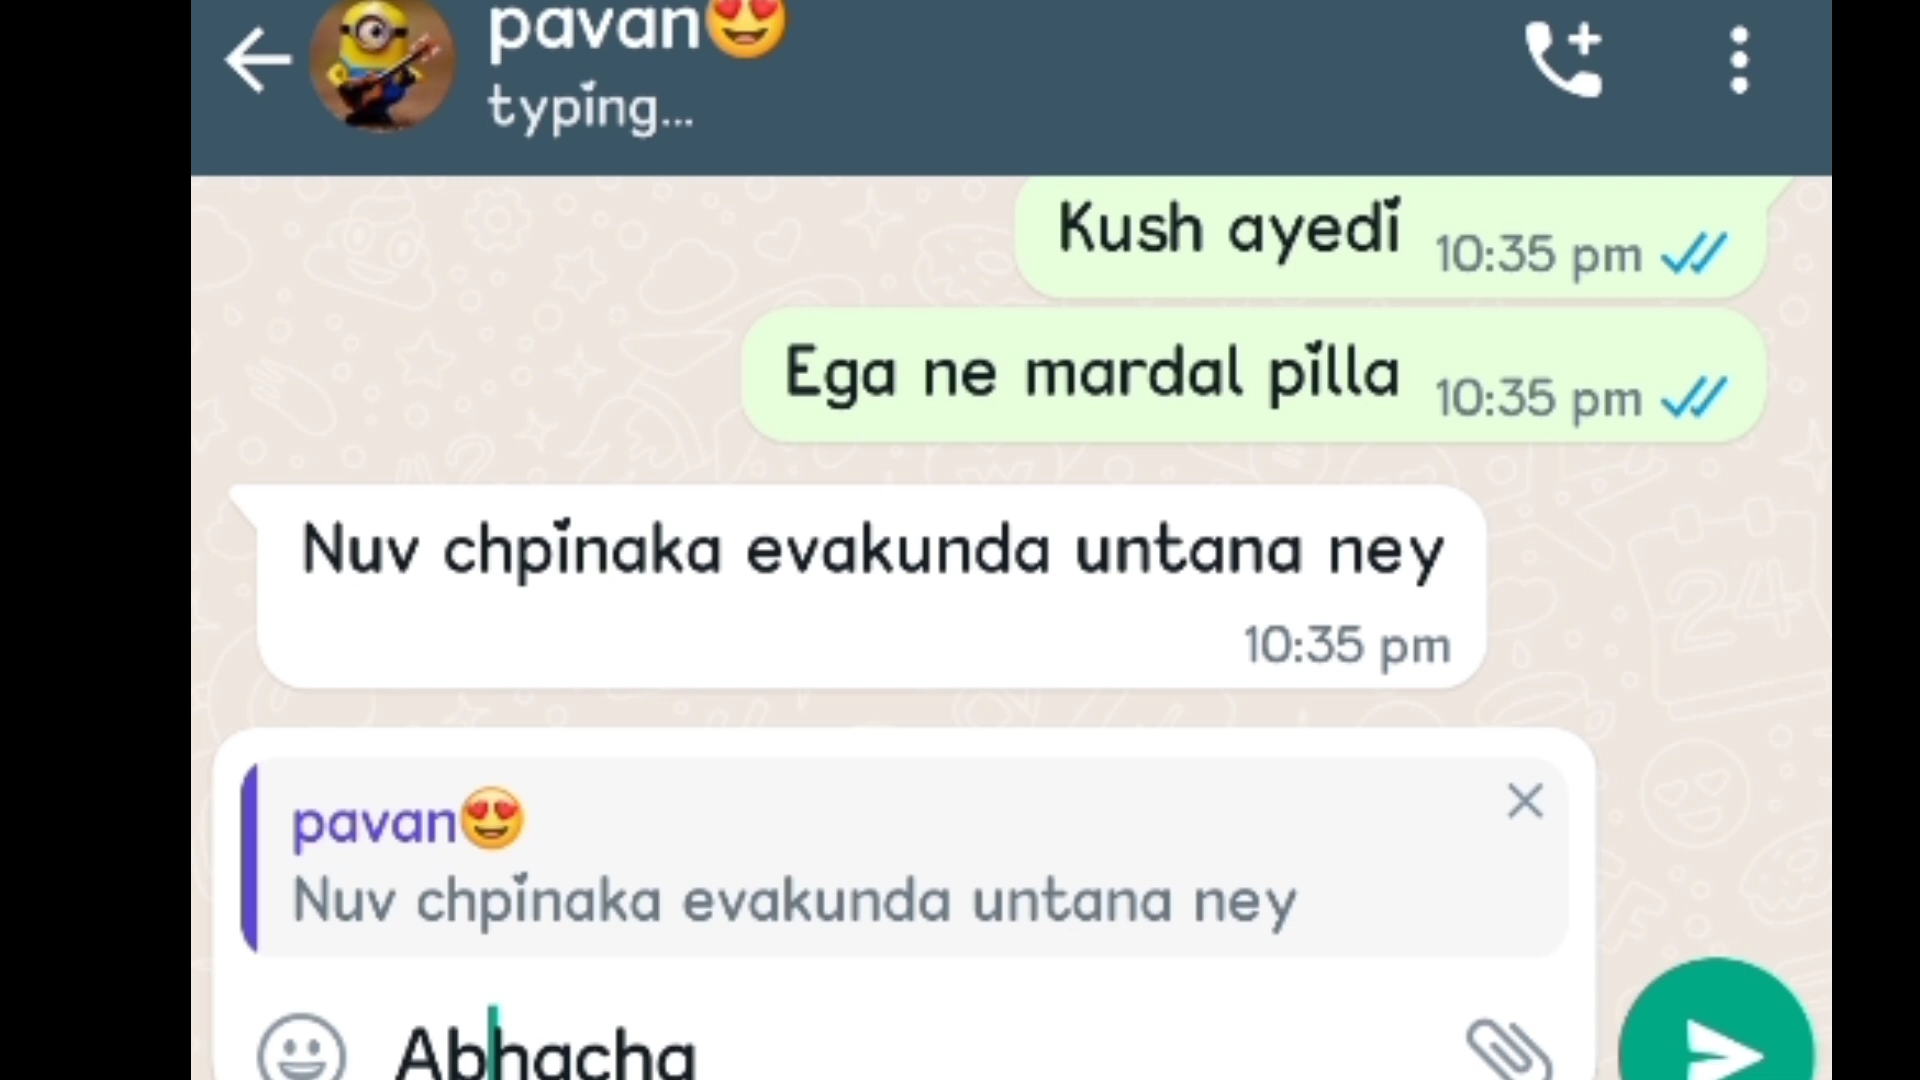 pavan😍
typing...
Kush ayedi 10:35 pm
Ega ne mardal pilla 10:35 pm
Nuv chpinaka evakunda untana ney
10:35 pm
pavan😍
Nuv chpinaka evakunda untana ney
Abhacha